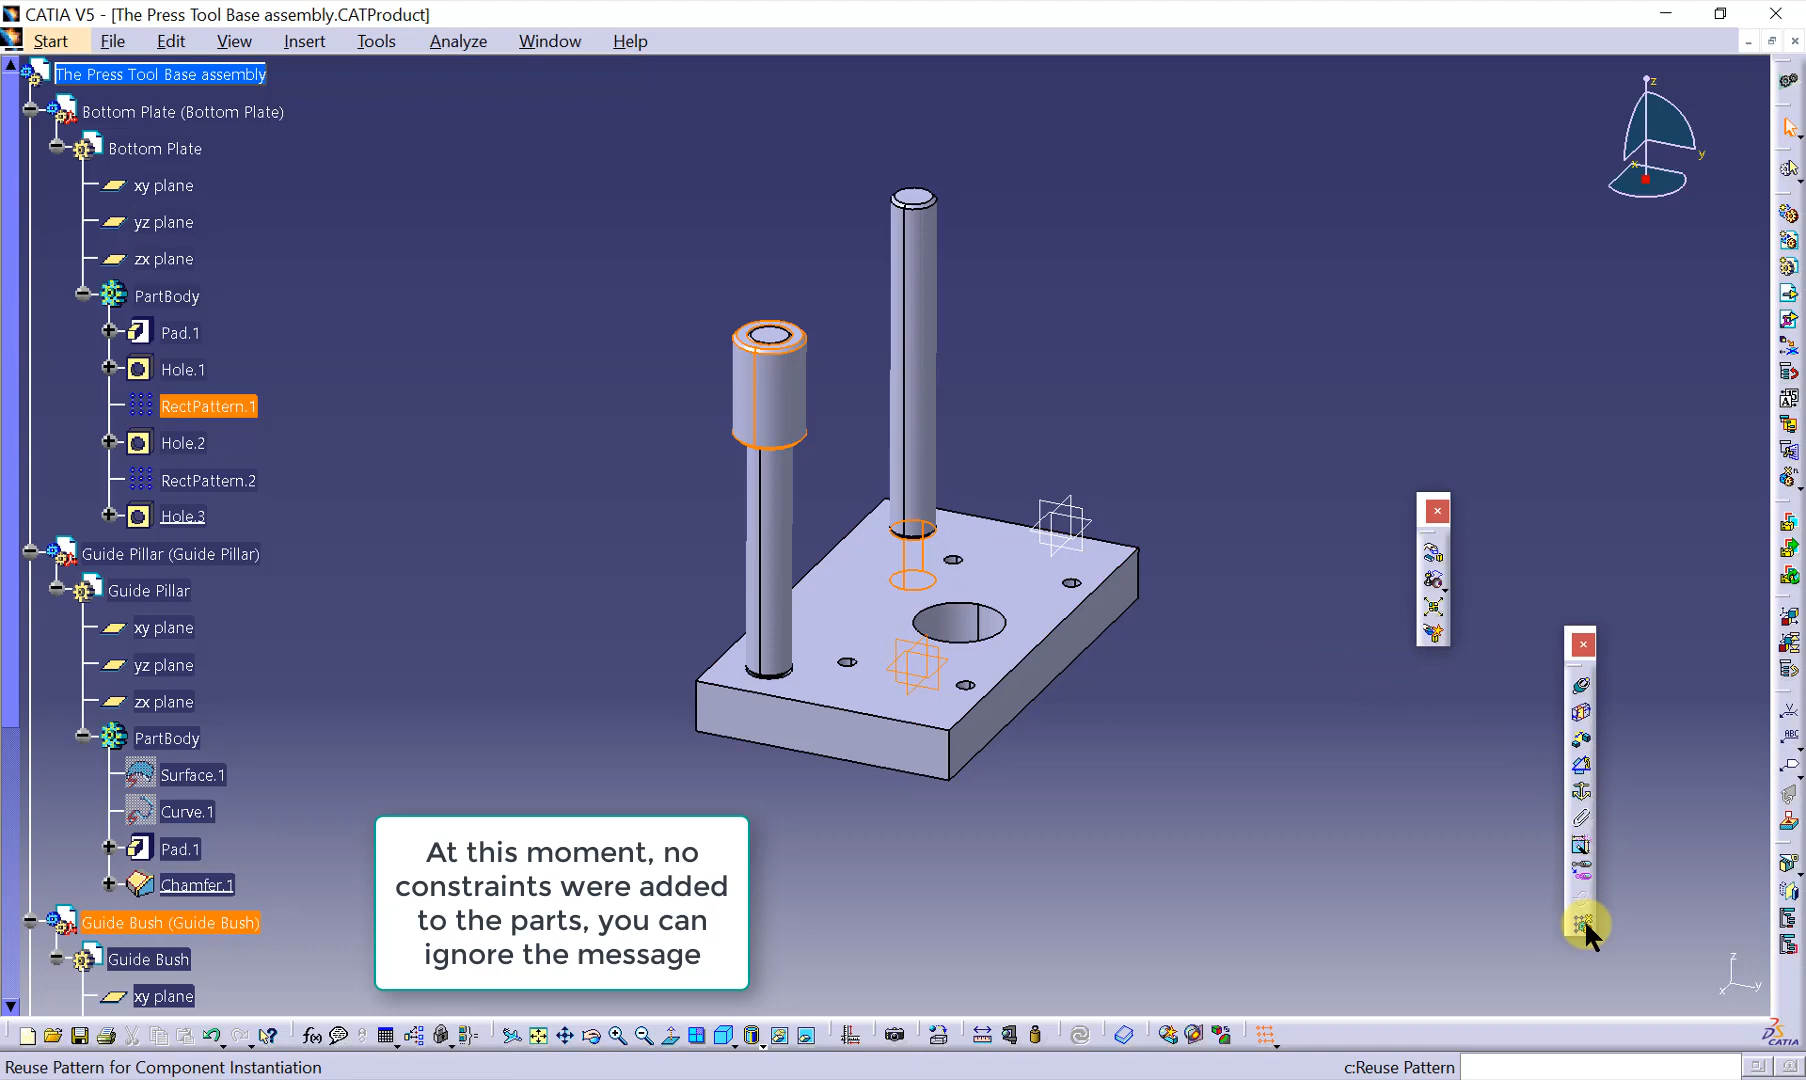 CATIA V5 - [The Press Tool Base assembly.CATProduct]
Start File Edit View Insert Tools Analyze Window Help
The Press Tool Base assembly
Bottom Plate (Bottom Plate)
Bottom Plate
xy plane
yz plane
zx plane
PartBody
Pad.1
Hole.1
RectPattern.1
Hole.2
RectPattern.2
Hole.3
Guide Pillar (Guide Pillar)
Guide Pillar
xy plane
yz plane
zx plane
PartBody
Surface.1
Curve.1
Pad.1
Chamfer.1
Guide Bush (Guide Bush)
Guide Bush
xy plane
z
y
x
At this moment, no
constraints were added
to the parts, you can
ignore the message
z
x
y
Reuse Pattern for Component Instantiation
c:Reuse Pattern